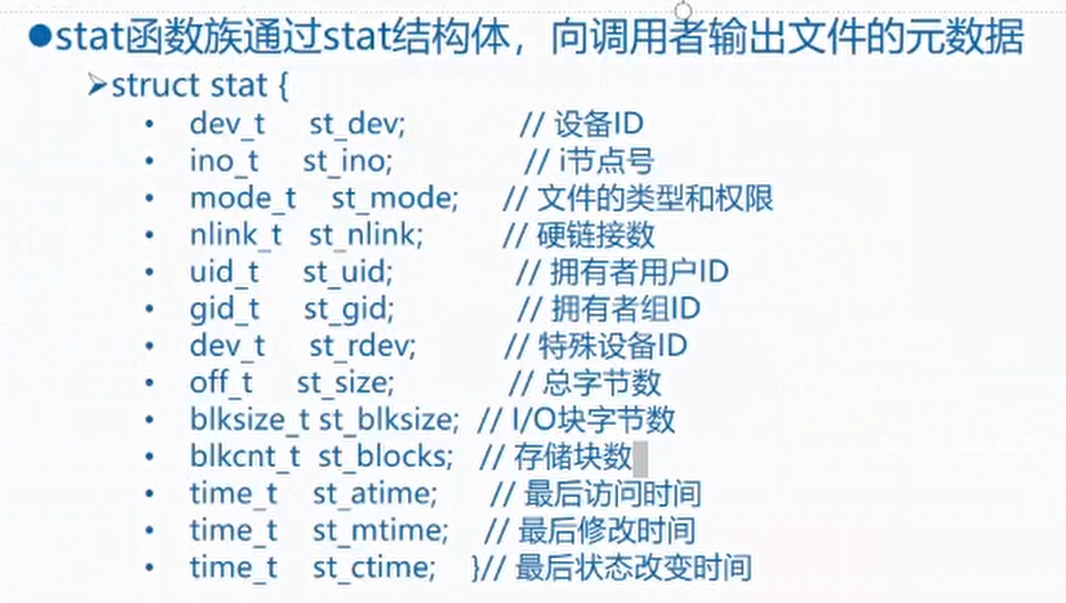 ●stat函数族通过stat结构体，向调用者输出文件的元数据
➢struct stat {
• dev_t st_dev; // 设备ID
• ino_t st_ino; // i节点号
• mode_t st_mode; // 文件的类型和权限
• nlink_t st_nlink; // 硬链接数
• uid_t st_uid; // 拥有者用户ID
• gid_t st_gid; // 拥有者组ID
• dev_t st_rdev; // 特殊设备ID
• off_t st_size; // 总字节数
• blksize_t st_blksize; // I/O块字节数
• blkcnt_t st_blocks; // 存储块数
• time_t st_atime; // 最后访问时间
• time_t st_mtime; // 最后修改时间
• time_t st_ctime; }// 最后状态改变时间